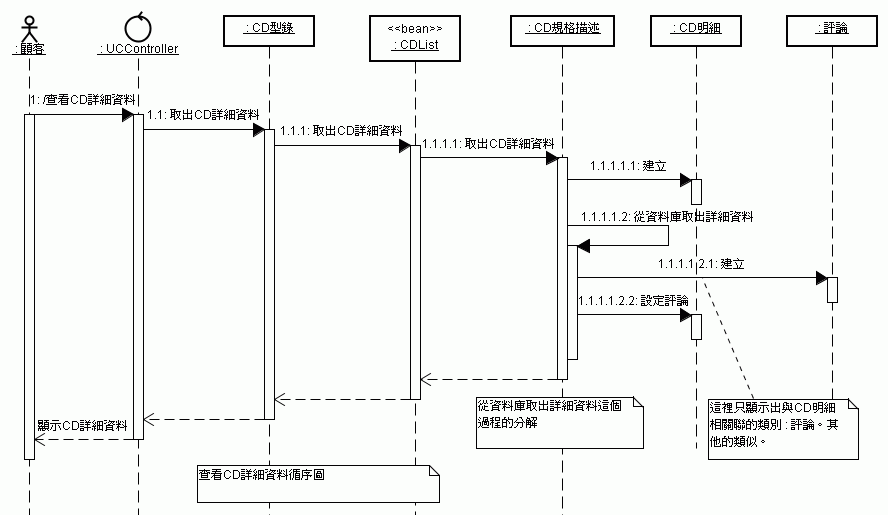 : 顧客
: UCController
: CD型錄
<<bean>>
: CDList
: CD規格描述
: CD明細
: 評論
1: /查看CD詳細資料
1.1: 取出CD詳細資料
1.1.1: 取出CD詳細資料
1.1.1.1: 取出CD詳細資料
1.1.1.1.1: 建立
1.1.1.1.2: 從資料庫取出詳細資料
1.1.1.1.2.1: 建立
1.1.1.1.2.2: 設定評論
顯示CD詳細資料
從資料庫取出詳細資料這個
過程的分解
這裡只顯示出與CD明細
相關聯的類別 : 評論。其
他的類似。
查看CD詳細資料循序圖